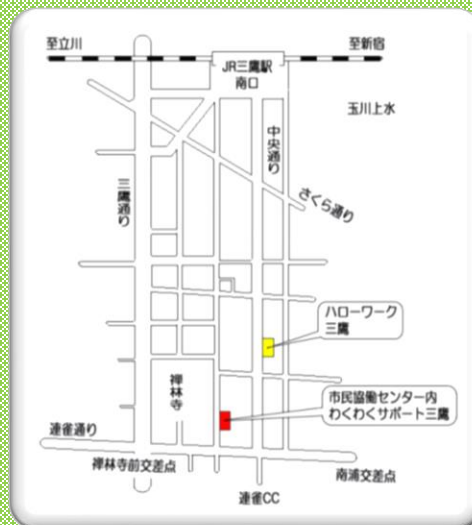 至立川
至新宿
JR三鷹駅
南口
玉川上水
中央通り
三鷹通り
さくら通り
ハローワーク
三鷹
禅林寺
市民協働センター内
わくわくサポート三鷹
連雀通り
禅林寺前交差点
南浦交差点
連雀CC